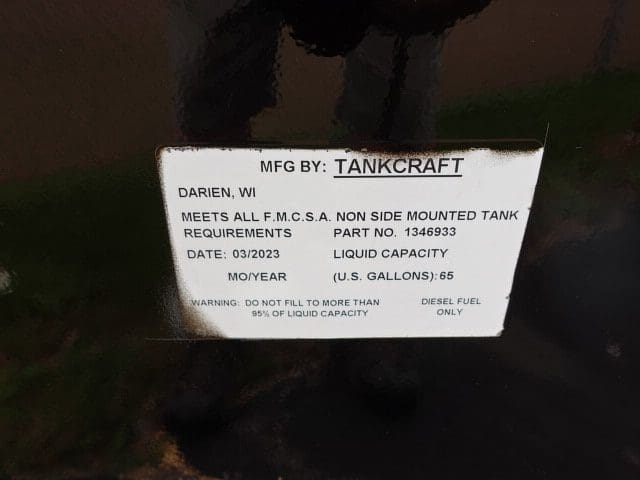 MFG BY: TANKCRAFT
DARIEN, WI
MEETS ALL F.M.C.S.A. NON SIDE MOUNTED TANK
REQUIREMENTS PART NO. 1346933
DATE: 03/2023 LIQUID CAPACITY
MO/YEAR (U.S. GALLONS): 65
WARNING: DO NOT FILL TO MORE THAN DIESEL FUEL
95% OF LIQUID CAPACITY ONLY